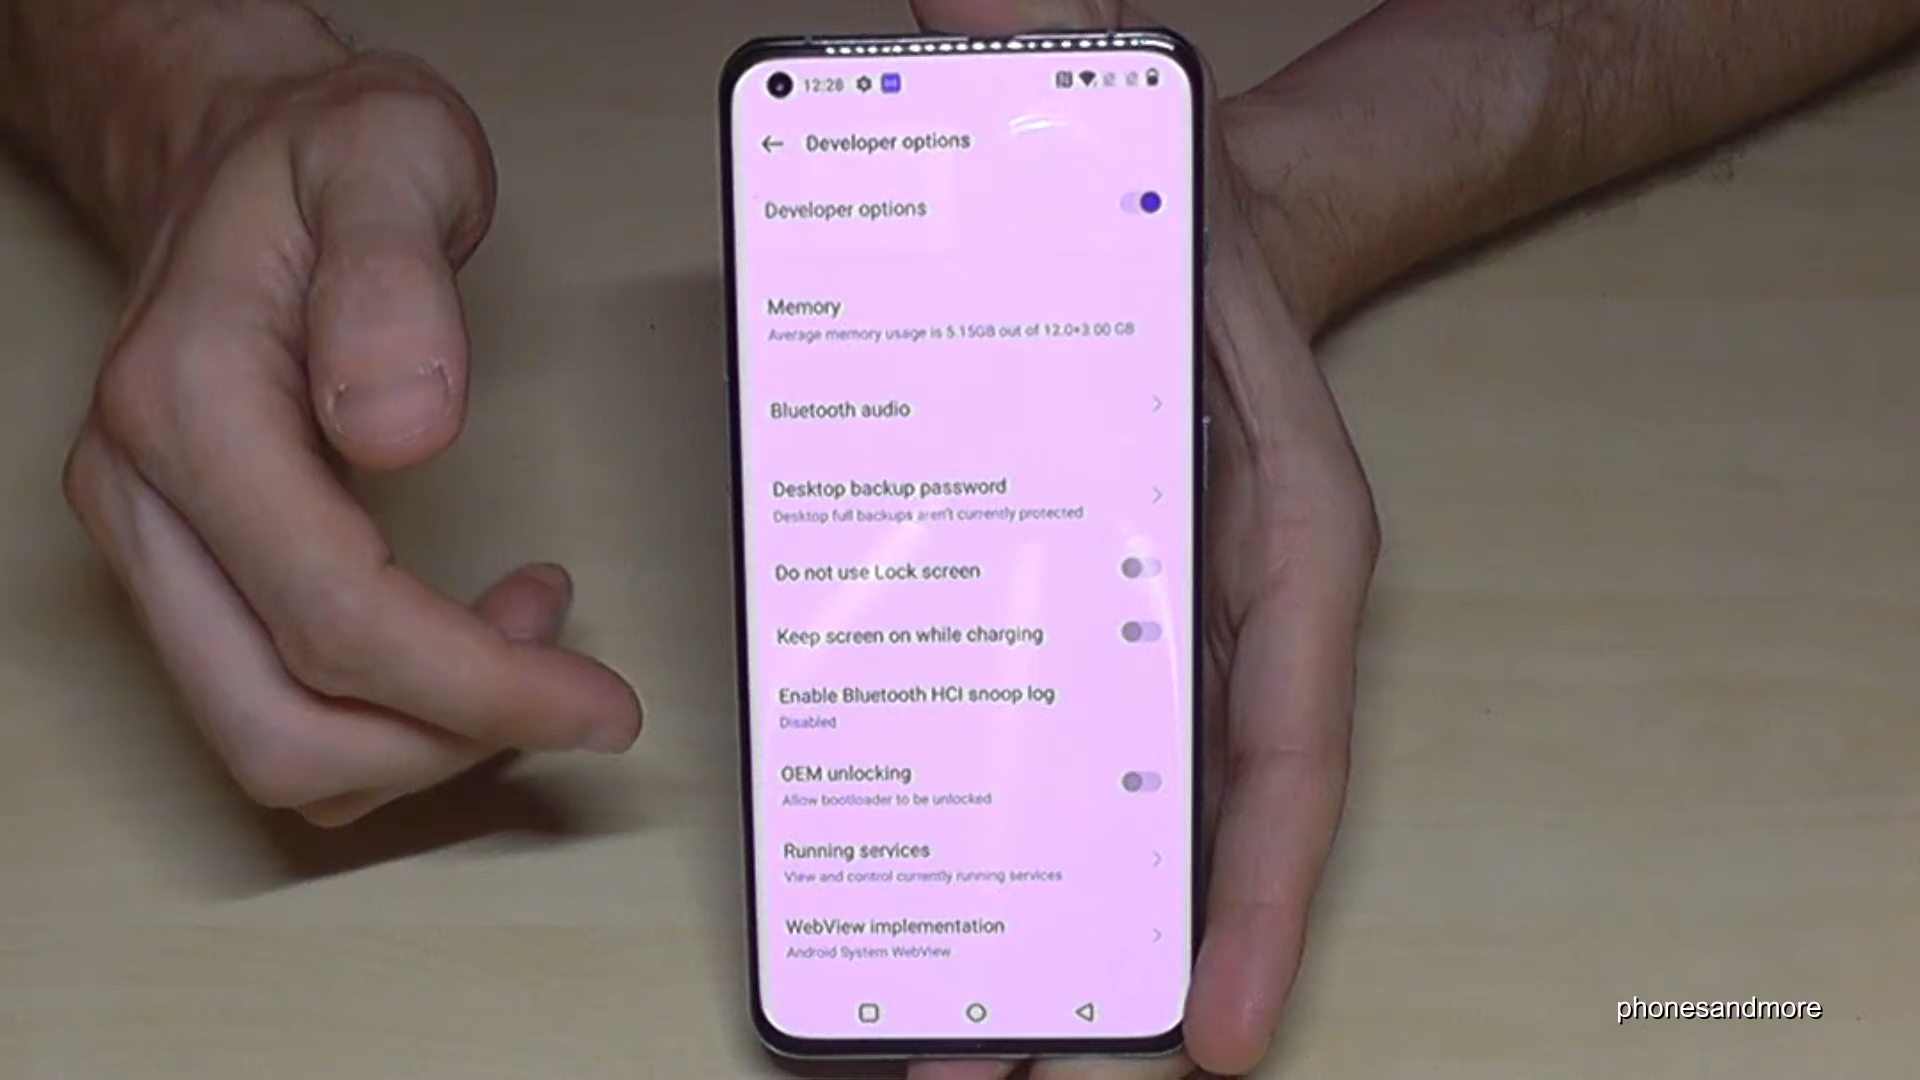 12:28
Developer options
Developer options
Memory
Average memory usage is 5.15GB out of 12.0+3.00 GB
Bluetooth audio
Desktop backup password
Desktop full backups aren't currently protected
Do not use Lock screen
Keep screen on while charging
Enable Bluetooth HCI snoop log
Disabled
OEM unlocking
Allow bootloader to be unlocked
Running services
View and control currently running services
WebView implementation
Android System WebView
phonesandmore